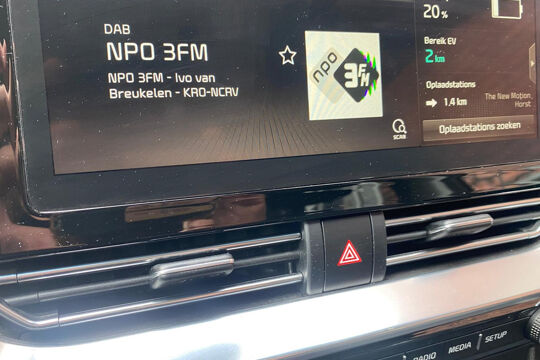 DAB
NPO 3FM
NPO 3FM - Ivo van
Breukelen - KRO-NCRV
npo
3FM
SCAN
20%
Bereik EV
2 km
Oplaadstations
1,4 km
The New Motion
Horst
Oplaadstations zoeken
RADIO
MEDIA
SETUP